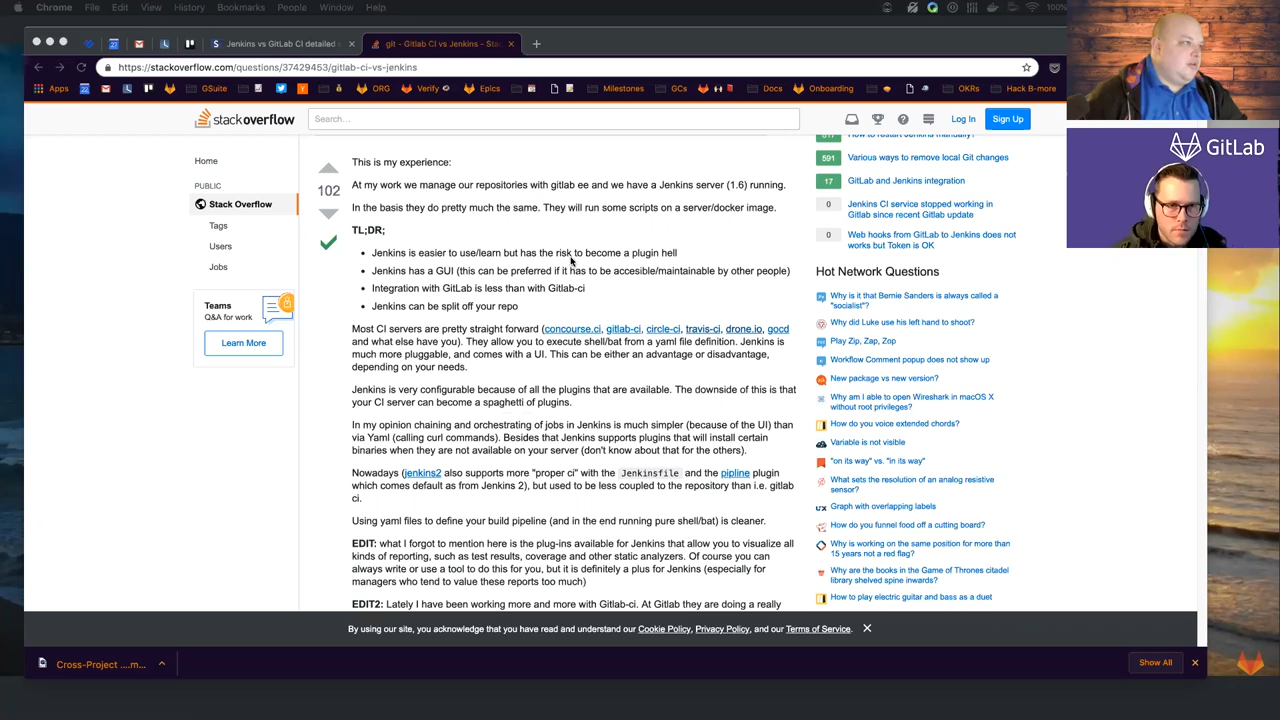 Chrome File Edit View History Bookmarks People Window Help 100%
Jenkins vs GitLab CI detailed
git - Gitlab CI vs Jenkins - Sta
https://stackoverflow.com/questions/37429453/gitlab-ci-vs-jenkins
Apps GSuite ORG Verify Epics Milestones GCs Docs Onboarding OKRs Hack B-more
stackoverflow
Search…
Log In
Sign Up
GitLab
Home
PUBLIC
Stack Overflow
Tags
Users
Jobs
Teams
Q&A for work
Learn More
102
This is my experience:
At my work we manage our repositories with gitlab ee and we have a Jenkins server (1.6) running.
In the basis they do pretty much the same. They will run some scripts on a server/docker image.
TL;DR;
• Jenkins is easier to use/learn but has the risk to become a plugin hell
• Jenkins has a GUI (this can be preferred if it has to be accesible/maintainable by other people)
• Integration with GitLab is less than with Gitlab-ci
• Jenkins can be split off your repo
Most CI servers are pretty straight forward (concourse.ci, gitlab-ci, circle-ci, travis-ci, drone.io, gocd
and what else have you). They allow you to execute shell/bat from a yaml file definition. Jenkins is
much more pluggable, and comes with a UI. This can be either an advantage or disadvantage,
depending on your needs.
Jenkins is very configurable because of all the plugins that are available. The downside of this is that
your CI server can become a spaghetti of plugins.
In my opinion chaining and orchestrating of jobs in Jenkins is much simpler (because of the UI) than
via Yaml (calling curl commands). Besides that Jenkins supports plugins that will install certain
binaries when they are not available on your server (don't know about that for the others).
Nowadays (jenkins2 also supports more "proper ci" with the Jenkinsfile and the pipline plugin
which comes default as from Jenkins 2), but used to be less coupled to the repository than i.e. gitlab
ci.
Using yaml files to define your build pipeline (and in the end running pure shell/bat) is cleaner.
EDIT: what I forgot to mention here is the plug-ins available for Jenkins that allow you to visualize all
kinds of reporting, such as test results, coverage and other static analyzers. Of course you can
always write or use a tool to do this for you, but it is definitely a plus for Jenkins (especially for
managers who tend to value these reports too much)
EDIT2: Lately I have been working more and more with Gitlab-ci. At Gitlab they are doing a really
How to restart Jenkins manually?
591 Various ways to remove local Git changes
17 GitLab and Jenkins integration
0 Jenkins CI service stopped working in
Gitlab since recent Gitlab update
0 Web hooks from GitLab to Jenkins does not
works but Token is OK
Hot Network Questions
Why is it that Bernie Sanders is always called a
"socialist"?
Why did Luke use his left hand to shoot?
Play Zip, Zap, Zop
Workflow Comment popup does not show up
New package vs new version?
Why am I able to open Wireshark in macOS X
without root privileges?
How do you voice extended chords?
Variable is not visible
"on its way" vs. "in its way"
What sets the resolution of an analog resistive
sensor?
Graph with overlapping labels
How do you funnel food off a cutting board?
Why is working on the same position for more than
15 years not a red flag?
Why are the books in the Game of Thrones citadel
library shelved spine inwards?
How to play electric guitar and bass as a duet
By using our site, you acknowledge that you have read and understand our Cookie Policy, Privacy Policy, and our Terms of Service.
Cross-Project ....m...
Show All